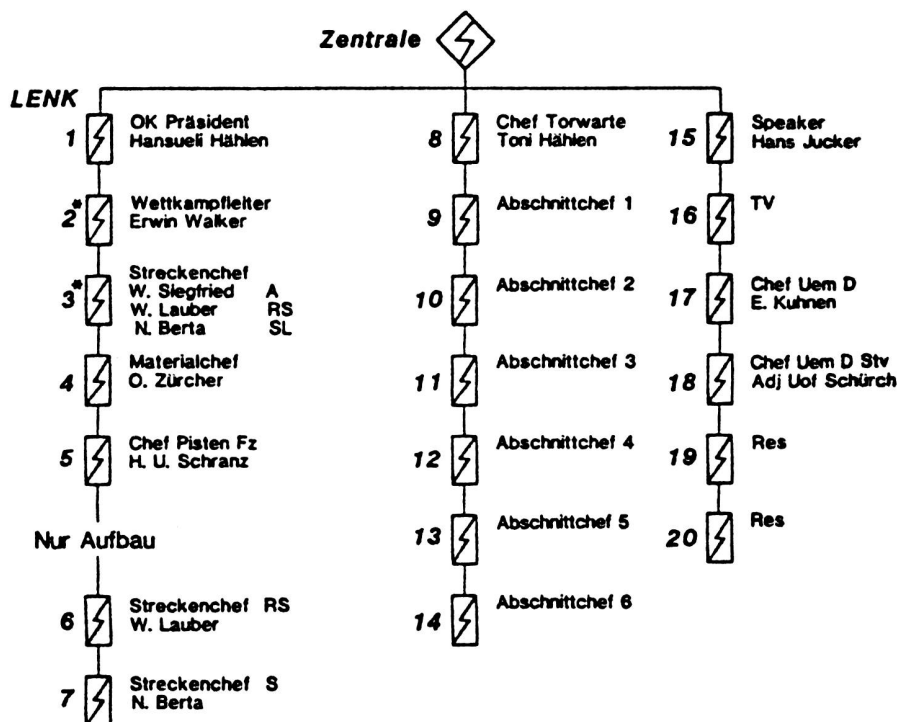 Zentrale
LENK
1 OK Präsident
Hansueli Hählen
2* Wettkampfleiter
Erwin Walker
3* Streckenchef
W. Siegfried A
W. Lauber RS
N. Berta SL
4 Materialchef
O. Zürcher
5 Chef Pisten Fz
H. U. Schranz
Nur Aufbau
6 Streckenchef RS
W. Lauber
7 Streckenchef S
N. Berta
8 Chef Torwarte
Toni Hählen
9 Abschnittchef 1
10 Abschnittchef 2
11 Abschnittchef 3
12 Abschnittchef 4
13 Abschnittchef 5
14 Abschnittchef 6
15 Speaker
Hans Jucker
16 TV
17 Chef Uem D
E. Kuhnen
18 Chef Uem D Stv
Adj Uof Schürch
19 Res
20 Res